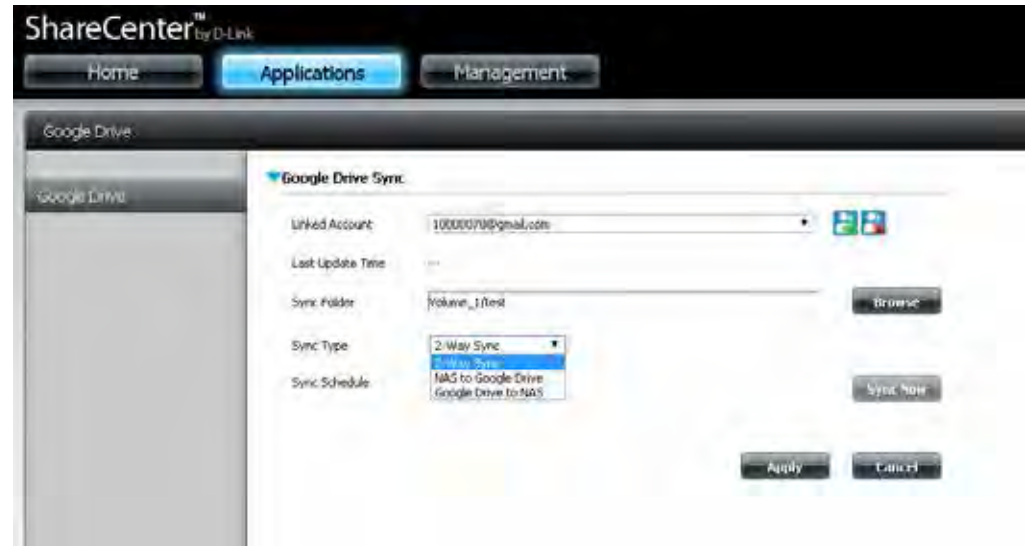 ShareCenter™ by D-Link
Home Applications Management
Google Drive
Google Drive
Google Drive Sync
Linked Account 10000070@gmail.com
Last Update Time ---
Sync Folder Volume_1/test Browse
Sync Type 2-Way Sync
2-Way Sync
NAS to Google Drive
Sync Schedule Google Drive to NAS Sync Now
Apply Cancel